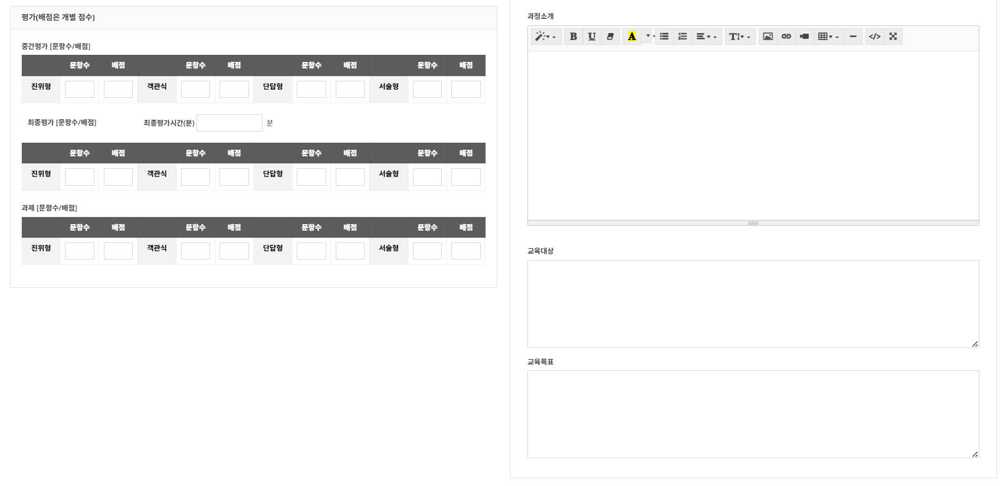 평가(배점은 개별 점수)
중간평가 [문항수/배점]
문항수 배점 문항수 배점 문항수 배점 문항수 배점
진위형 객관식 단답형 서술형
최종평가 [문항수/배점] 최종평가시간(분) 분
문항수 배점 문항수 배점 문항수 배점 문항수 배점
진위형 객관식 단답형 서술형
과제 [문항수/배점]
문항수 배점 문항수 배점 문항수 배점 문항수 배점
진위형 객관식 단답형 서술형
과정소개
B U A T </>
교육대상
교육목표